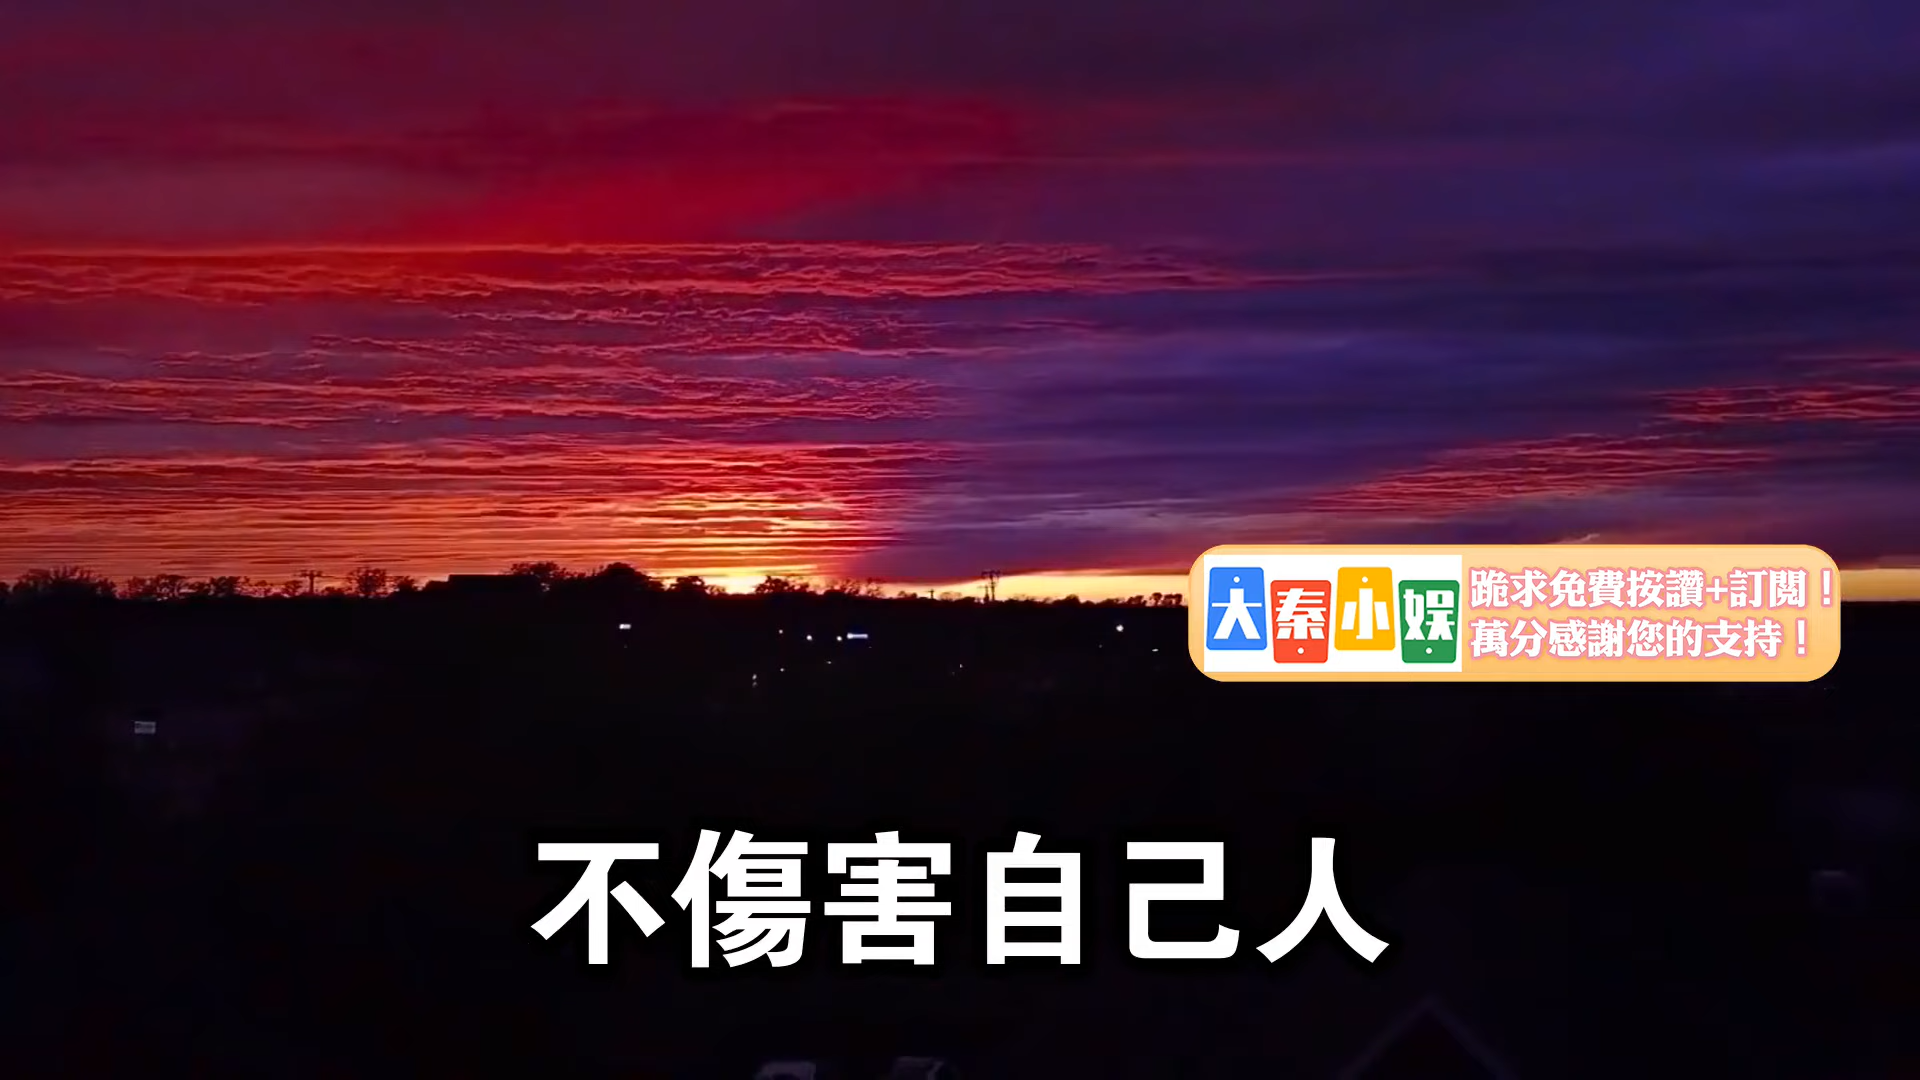 大秦小娱
跪求免費按讚+訂閱！
萬分感謝您的支持！
不傷害自己人